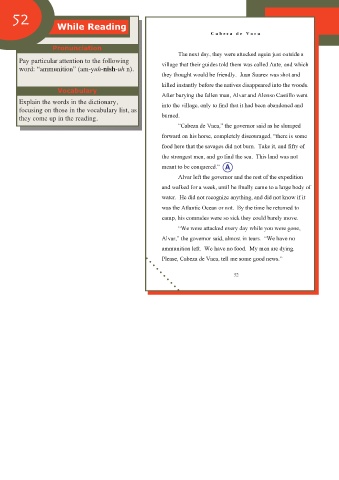 52
While Reading
Pronunciation
Pay particular attention to the following
word: "ammunition" (am-yah-nish-uh n).
Vocabulary
Explain the words in the dictionary,
focusing on those in the vocabulary list, as
they come up in the reading.
Cabeza de Vaca
The next day, they were attacked again just outside a
village that their guides told them was called Aute, and which
they thought would be friendly. Juan Suarez was shot and
killed instantly before the natives disappeared into the woods.
After burying the fallen men, Alvar and Alonso Castillo went
into the village, only to find that it had been abandoned and
burned.
"Cabeza de Vaca," the governor said as he slumped
forward on his horse, completely discouraged, "there is some
food here that the savages did not burn. Take it, and fifty of
the strongest men, and go find the sea. This land was not
meant to be conquered." A
Alvar left the governor and the rest of the expedition
and walked for a week, until he finally came to a large body of
water. He did not recognize anything, and did not know if it
was the Atlantic Ocean or not. By the time he returned to
camp, his comrades were so sick they could barely move.
"We were attacked every day while you were gone,
Alvar," the governor said, almost in tears. "We have no
ammunition left. We have no food. My men are dying.
Please, Cabeza de Vaca, tell me some good news."
52